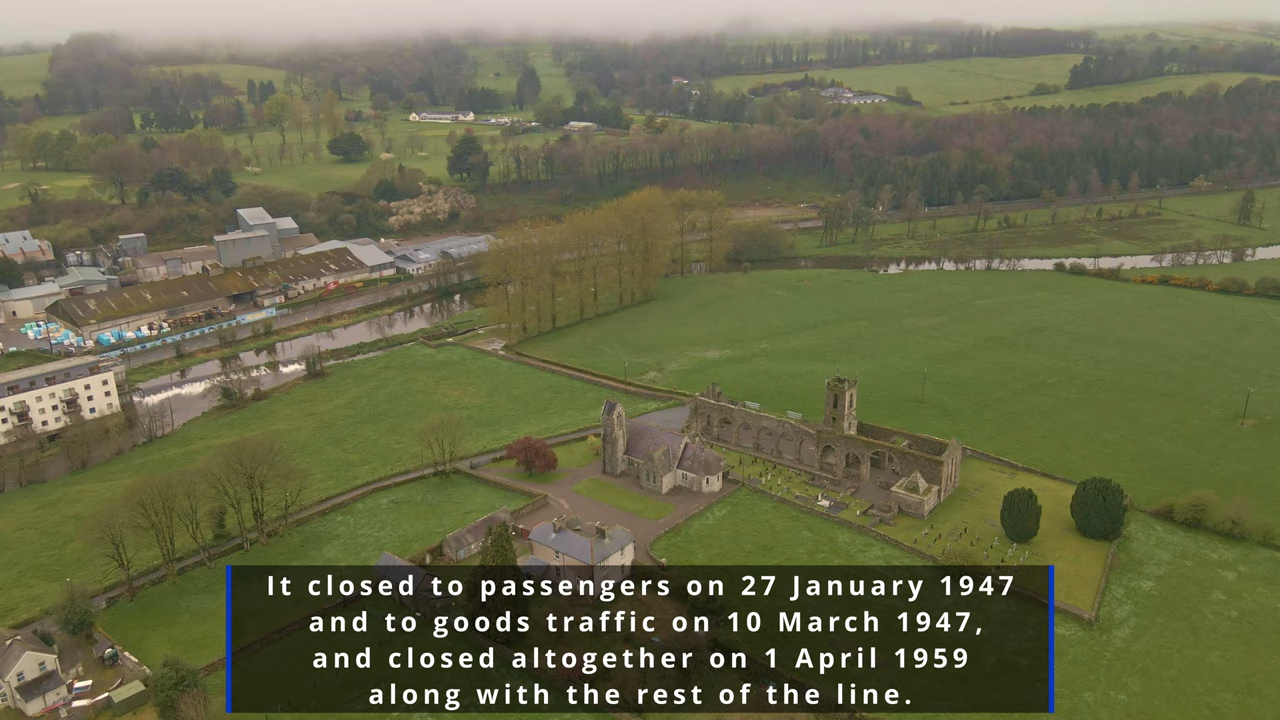 It closed to passengers on 27 January 1947
and to goods traffic on 10 March 1947,
and closed altogether on 1 April 1959
along with the rest of the line.